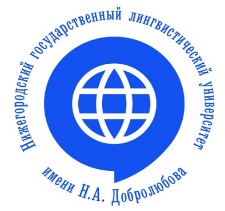 Нижегородский государственный лингвистический университет
имени Н.А. Добролюбова